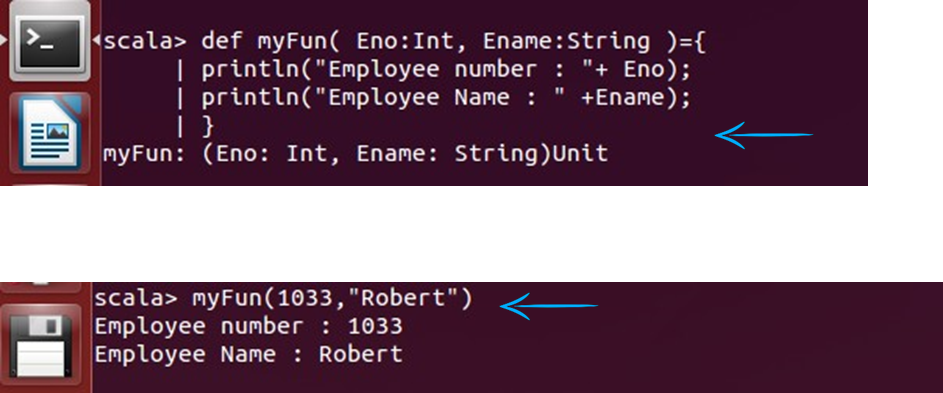 scala> def myFun( Eno:Int, Ename:String )={
| println("Employee number : "+ Eno);
| println("Employee Name : " +Ename);
| }
myFun: (Eno: Int, Ename: String)Unit
scala> myFun(1033,"Robert")
Employee number : 1033
Employee Name : Robert